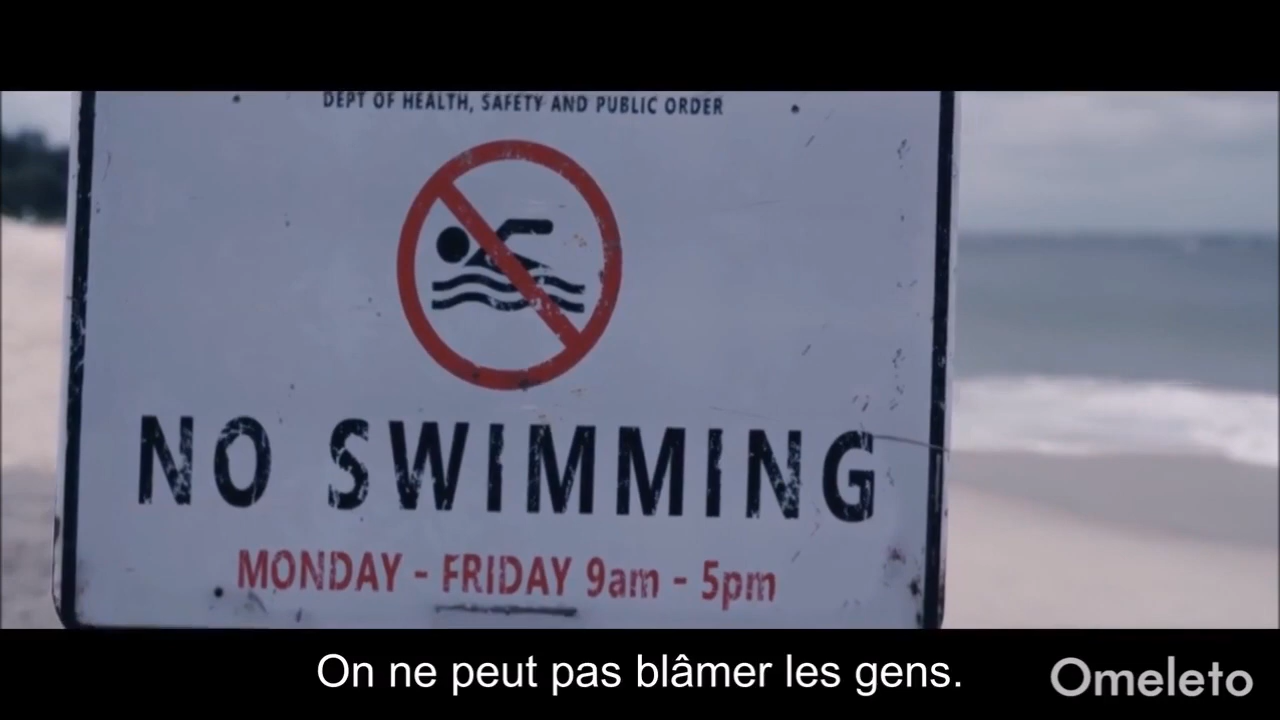 DEPT OF HEALTH, SAFETY AND PUBLIC ORDER
NO SWIMMING
MONDAY - FRIDAY 9am - 5pm
On ne peut pas blâmer les gens.
Omeleto